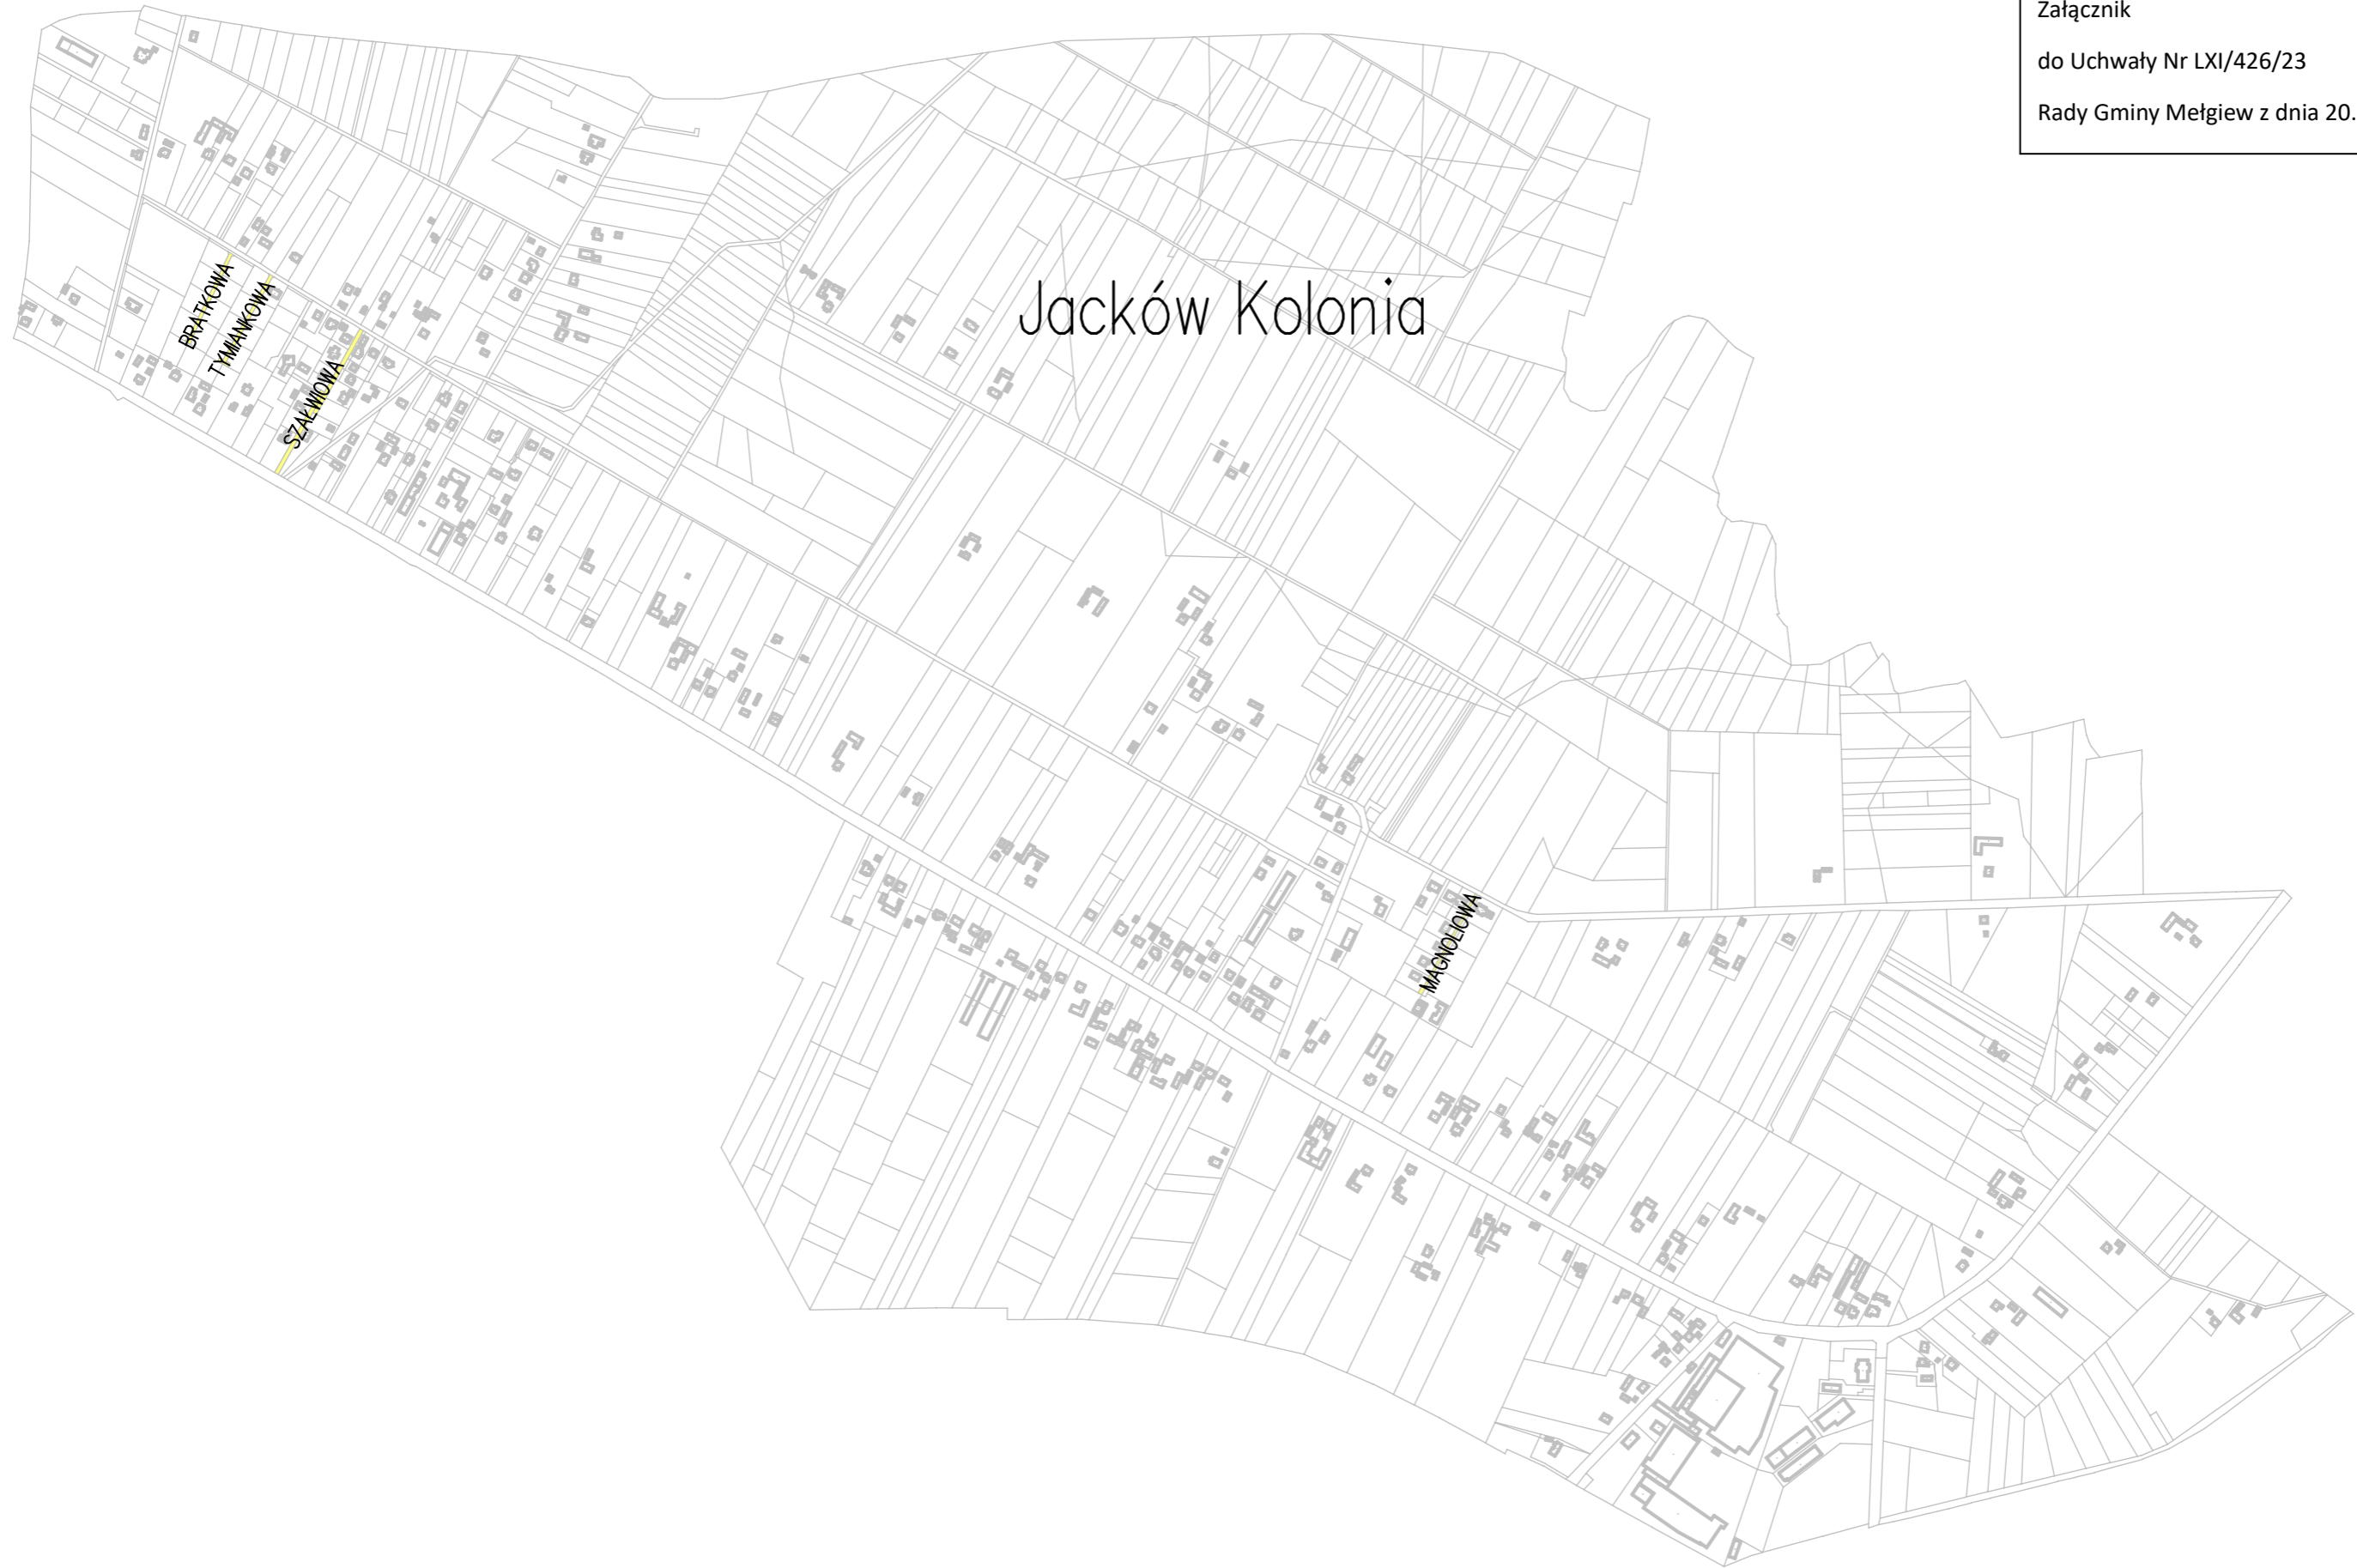 Załącznik
do Uchwały Nr LXI/426/23
Rady Gminy Mełgiew z dnia 20.
Jacków Kolonia
BRATKOWA
TYMIANKOWA
SZAŁWIOWA
MAGNOLIOWA